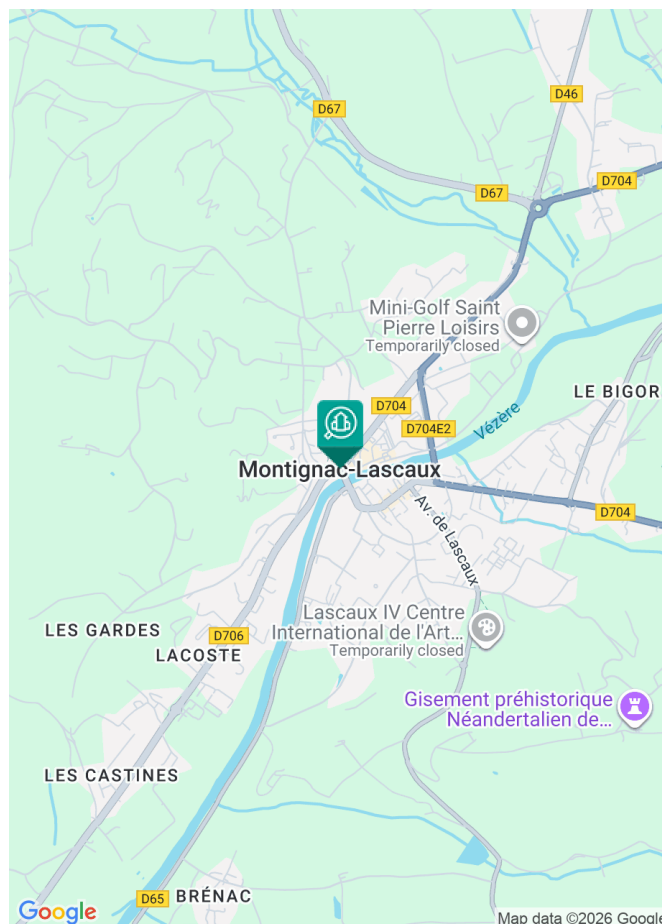 D46
D67
D704
D67
Mini-Golf Saint
Pierre Loisirs
Temporarily closed
LE BIGOR
D704
D704E2
Vézère
Montignac-Lascaux
D704
Av. de Lascaux
Lascaux IV Centre
International de l'Art...
Temporarily closed
LES GARDES
D706
LACOSTE
Gisement préhistorique
Néandertalien de...
LES CASTINES
D65
BRÉNAC
Google
Map data ©2026 Google